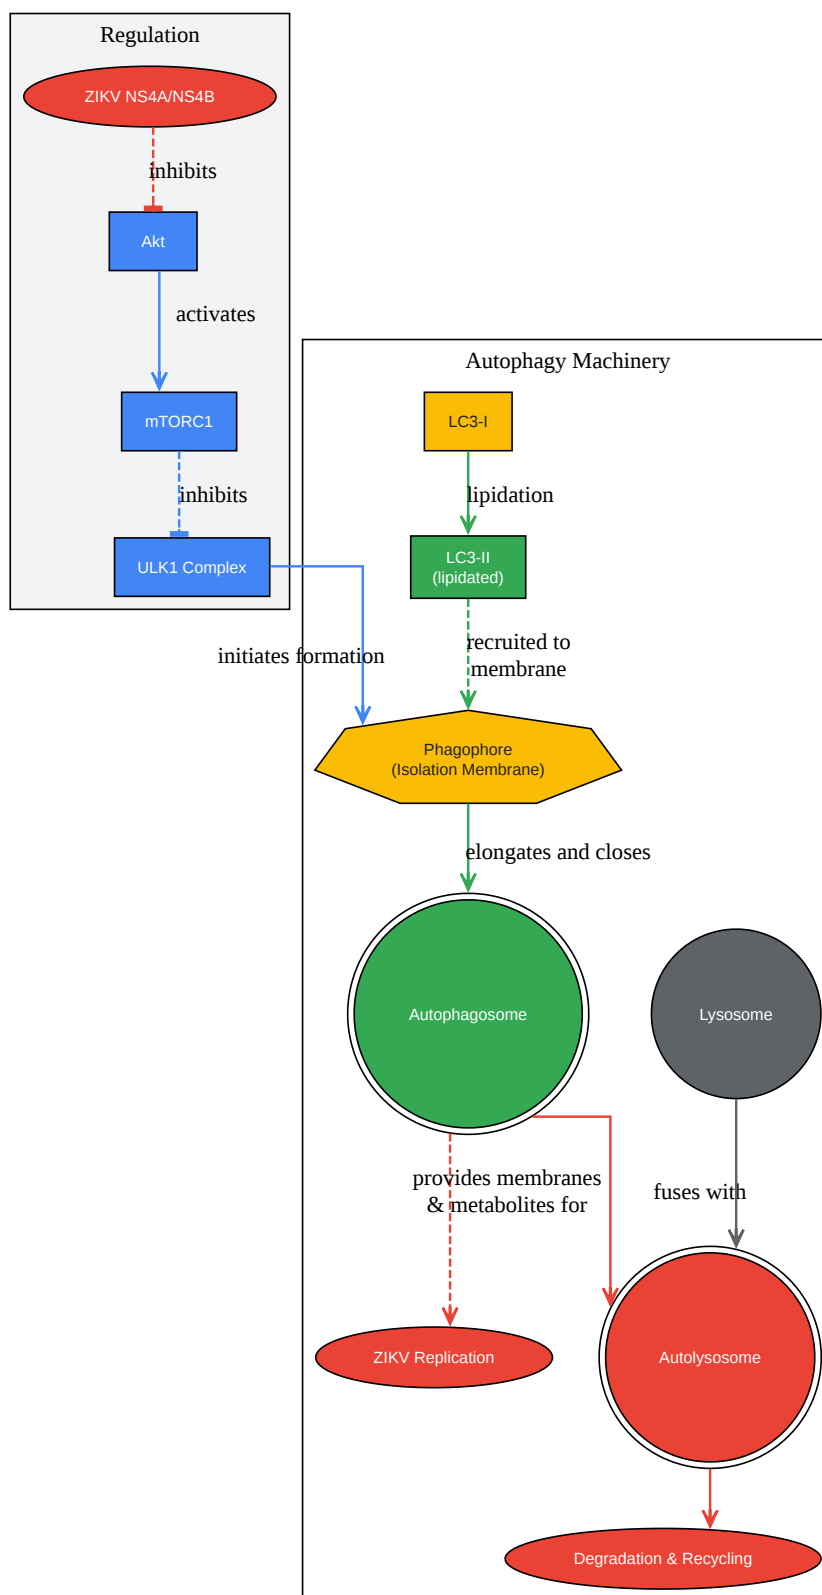 Regulation
ZIKV NS4A/NS4B
inhibits
Akt
activates
mTORC1
inhibits
ULK1 Complex
initiates formation
Autophagy Machinery
LC3-I
lipidation
LC3-II
(lipidated)
recruited to
membrane
Phagophore
(Isolation Membrane)
elongates and closes
Autophagosome
Lysosome
provides membranes
& metabolites for
fuses with
ZIKV Replication
Autolysosome
Degradation & Recycling